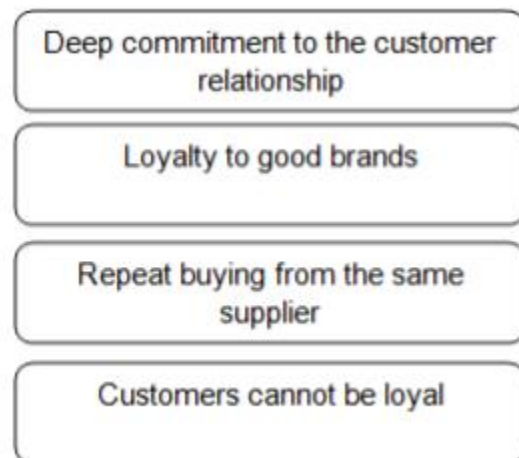 Deep commitment to the customer
relationship
Loyalty to good brands
Repeat buying from the same
supplier
Customers cannot be loyal